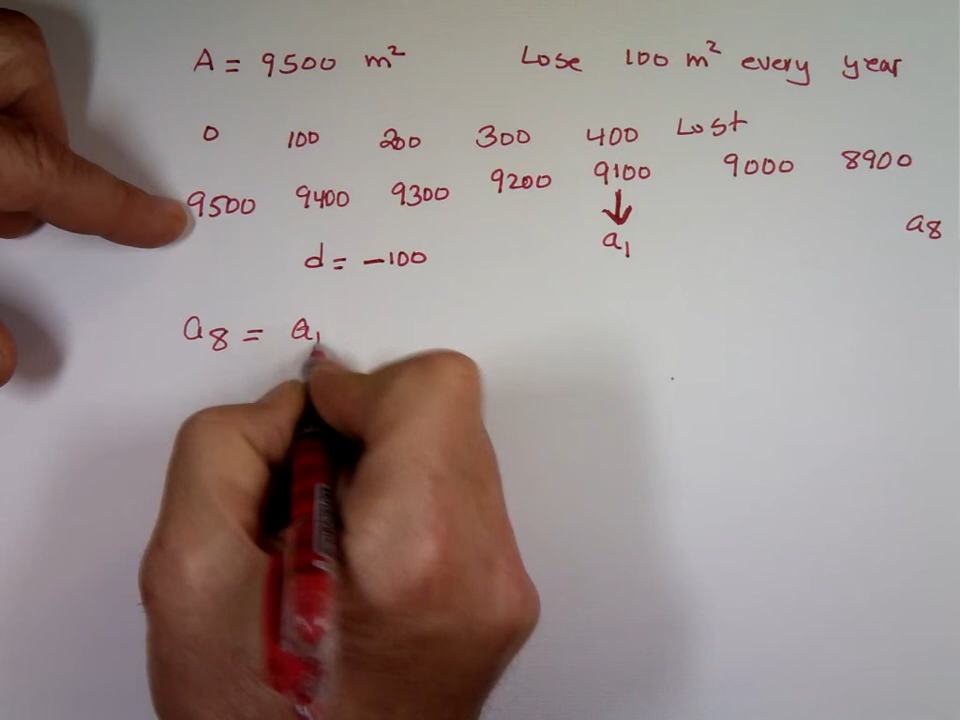 A = 9500 m² Lose 100 m² every year
0 100 200 300 400 Lost
9500 9400 9300 9200 9100 9000 8900
↓
a₁ a₈
d = -100
a₈ = a₁